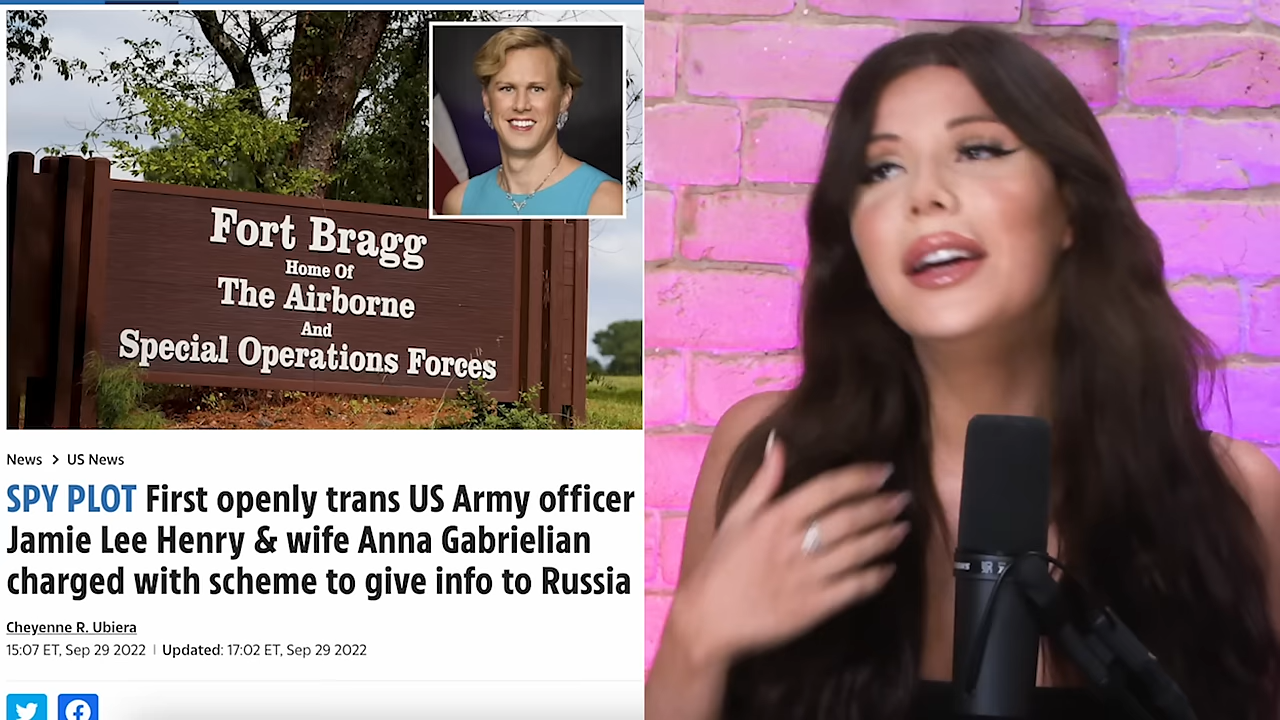 Fort Bragg
Home Of
The Airborne
And
Special Operations Forces
News > US News
SPY PLOT First openly trans US Army officer
Jamie Lee Henry & wife Anna Gabrielian
charged with scheme to give info to Russia
Cheyenne R. Ubiera
15:07 ET, Sep 29 2022 | Updated: 17:02 ET, Sep 29 2022